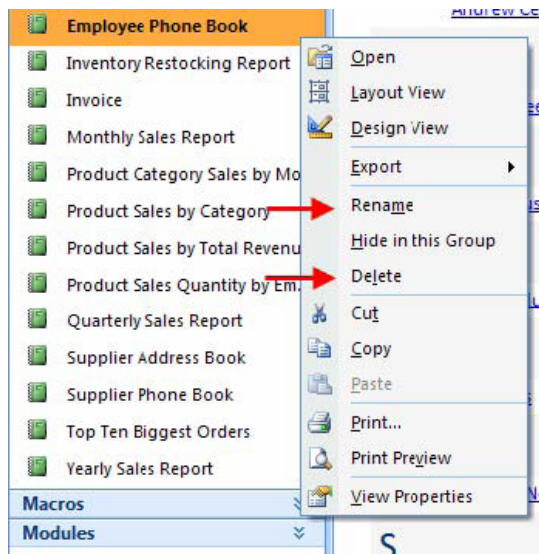 Andrew Ce
Employee Phone Book
Inventory Restocking Report
Invoice
Monthly Sales Report
Product Category Sales by Mo
Product Sales by Category
Product Sales by Total Revenu
Product Sales Quantity by Em.
Quarterly Sales Report
Supplier Address Book
Supplier Phone Book
Top Ten Biggest Orders
Yearly Sales Report
Macros
Modules
Open
Layout View
Design View
Export
Rename
Hide in this Group
Delete
Cut
Copy
Paste
Print...
Print Preview
View Properties
S